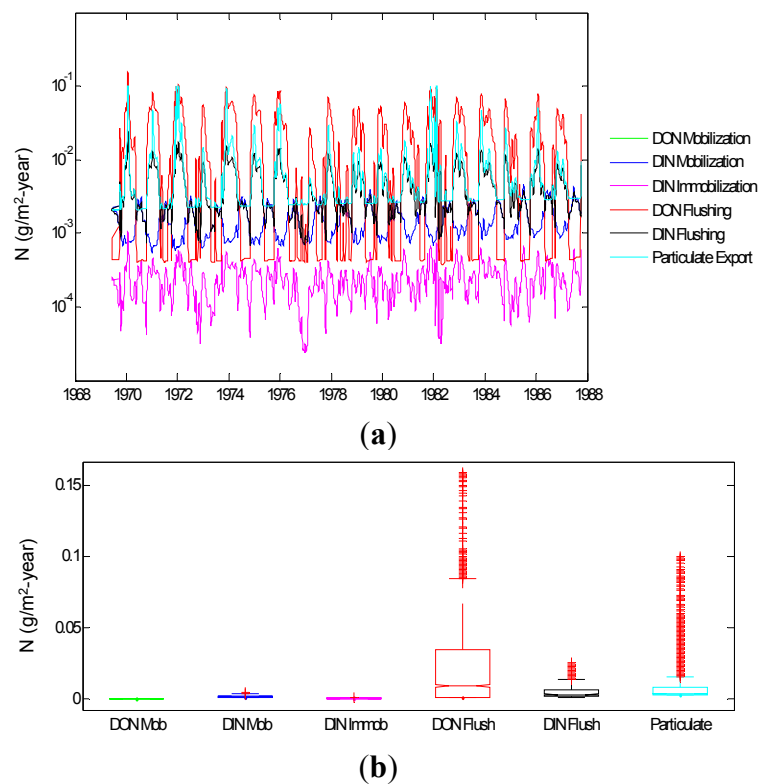 N (g/m²-year)
10⁻¹
10⁻²
10⁻³
10⁻⁴
1968 1970 1972 1974 1976 1978 1980 1982 1984 1986 1988
DON Mobilization
DIN Mobilization
DIN Immobilization
DON Flushing
DIN Flushing
Particulate Export
(a)
N (g/m²-year)
0.15
0.1
0.05
0
DON Mob DIN Mob DIN Immob DON Flush DIN Flush Particulate
(b)